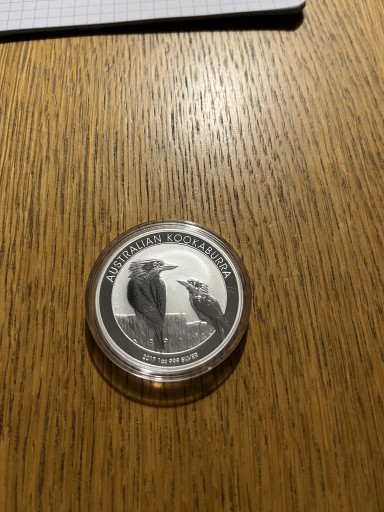 AUSTRALIAN KOOKABURRA
2017 1oz 999 SILVER